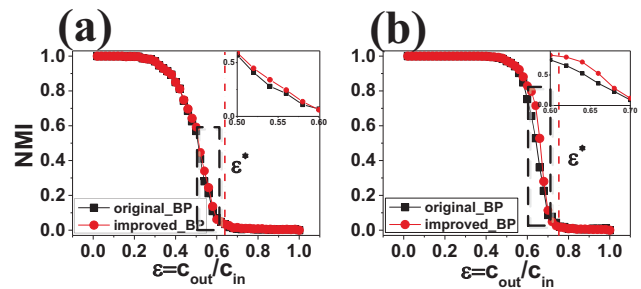 (a)
1.0
0.8
0.6
0.4
0.2
0.0
NMI
0.5
0.0
0.50 0.55 0.60
ε*
original_BP
improved_BP
0.0 0.2 0.4 0.6 0.8 1.0
ε=c_out/c_in
(b)
1.0
0.8
0.6
0.4
0.2
0.0
0.5
0.0
0.60 0.65 0.70
ε*
original_BP
improved_BP
0.0 0.2 0.4 0.6 0.8 1.0
ε=c_out/c_in